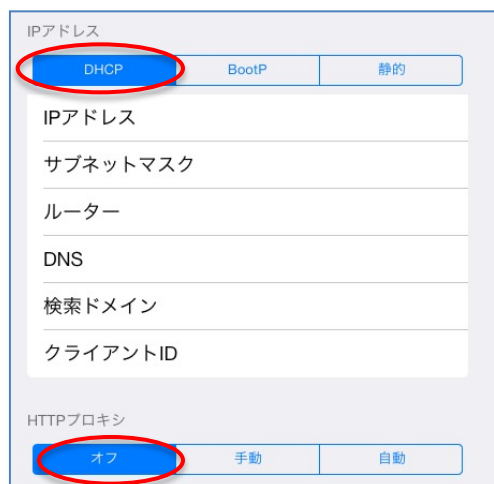 IPアドレス
DHCP BootP 静的
IPアドレス
サブネットマスク
ルーター
DNS
検索ドメイン
クライアントID
HTTPプロキシ
オフ 手動 自動